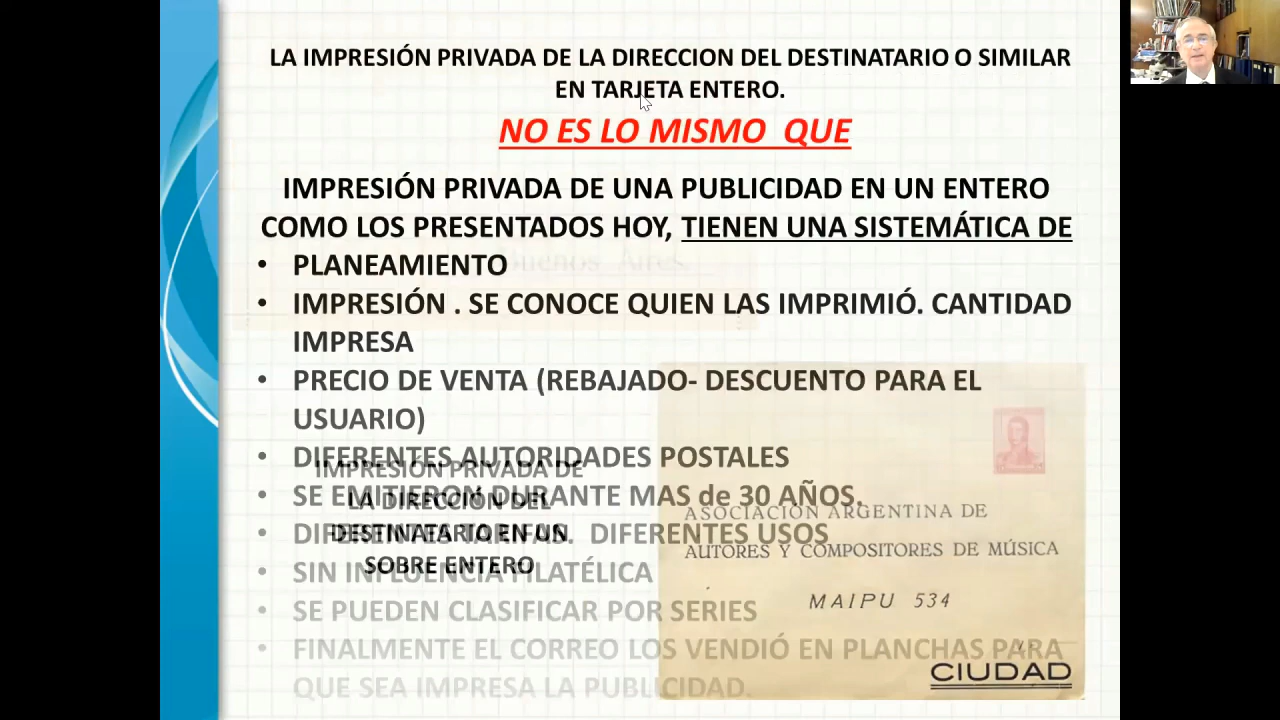 LA IMPRESIÓN PRIVADA DE LA DIRECCION DEL DESTINATARIO O SIMILAR
EN TARJETA ENTERO.
NO ES LO MISMO QUE
IMPRESIÓN PRIVADA DE UNA PUBLICIDAD EN UN ENTERO
COMO LOS PRESENTADOS HOY, TIENEN UNA SISTEMÁTICA DE
• PLANEAMIENTO
Buenos Aires
• IMPRESIÓN . SE CONOCE QUIEN LAS IMPRIMIÓ. CANTIDAD
IMPRESA
• PRECIO DE VENTA (REBAJADO- DESCUENTO PARA EL
USUARIO)
• DIFERENTES AUTORIDADES POSTALES
• SE EMITIERON DURANTE MAS de 30 AÑOS.
• DIFERENTES TARIFAS. DIFERENTES USOS
• SIN INFLUENCIA FILATÉLICA
• SE PUEDEN CLASIFICAR POR SERIES
• FINALMENTE EL CORREO LOS VENDIÓ EN PLANCHAS PARA
QUE SEA IMPRESA LA PUBLICIDAD.
IMPRESIÓN PRIVADA DE
LA DIRECCIÓN DEL
DESTINATARIO EN UN
SOBRE ENTERO
ASOCIACIÓN ARGENTINA DE
AUTORES Y COMPOSITORES DE MÚSICA
MAIPU 534
CIUDAD